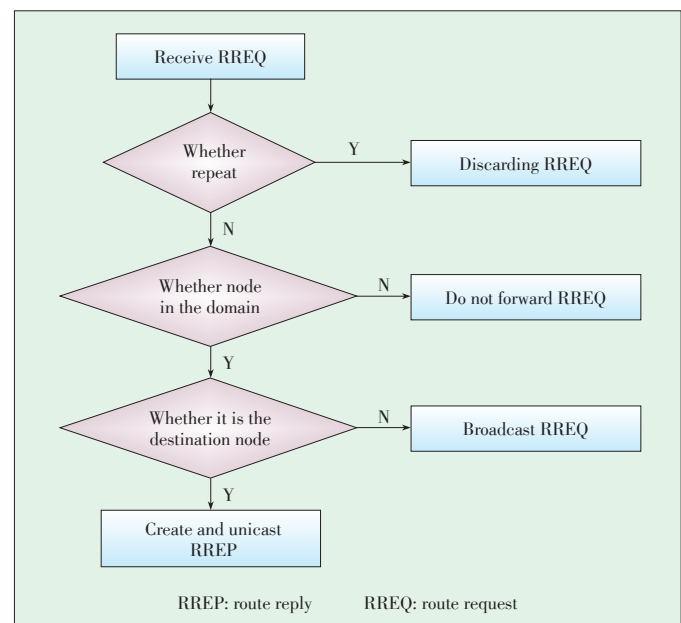 Receive RREQ
Whether
repeat
Y
Discarding RREQ
N
Whether node
in the domain
N
Do not forward RREQ
Y
Whether it is the
destination node
N
Broadcast RREQ
Y
Create and unicast
RREP
RREP: route reply RREQ: route request